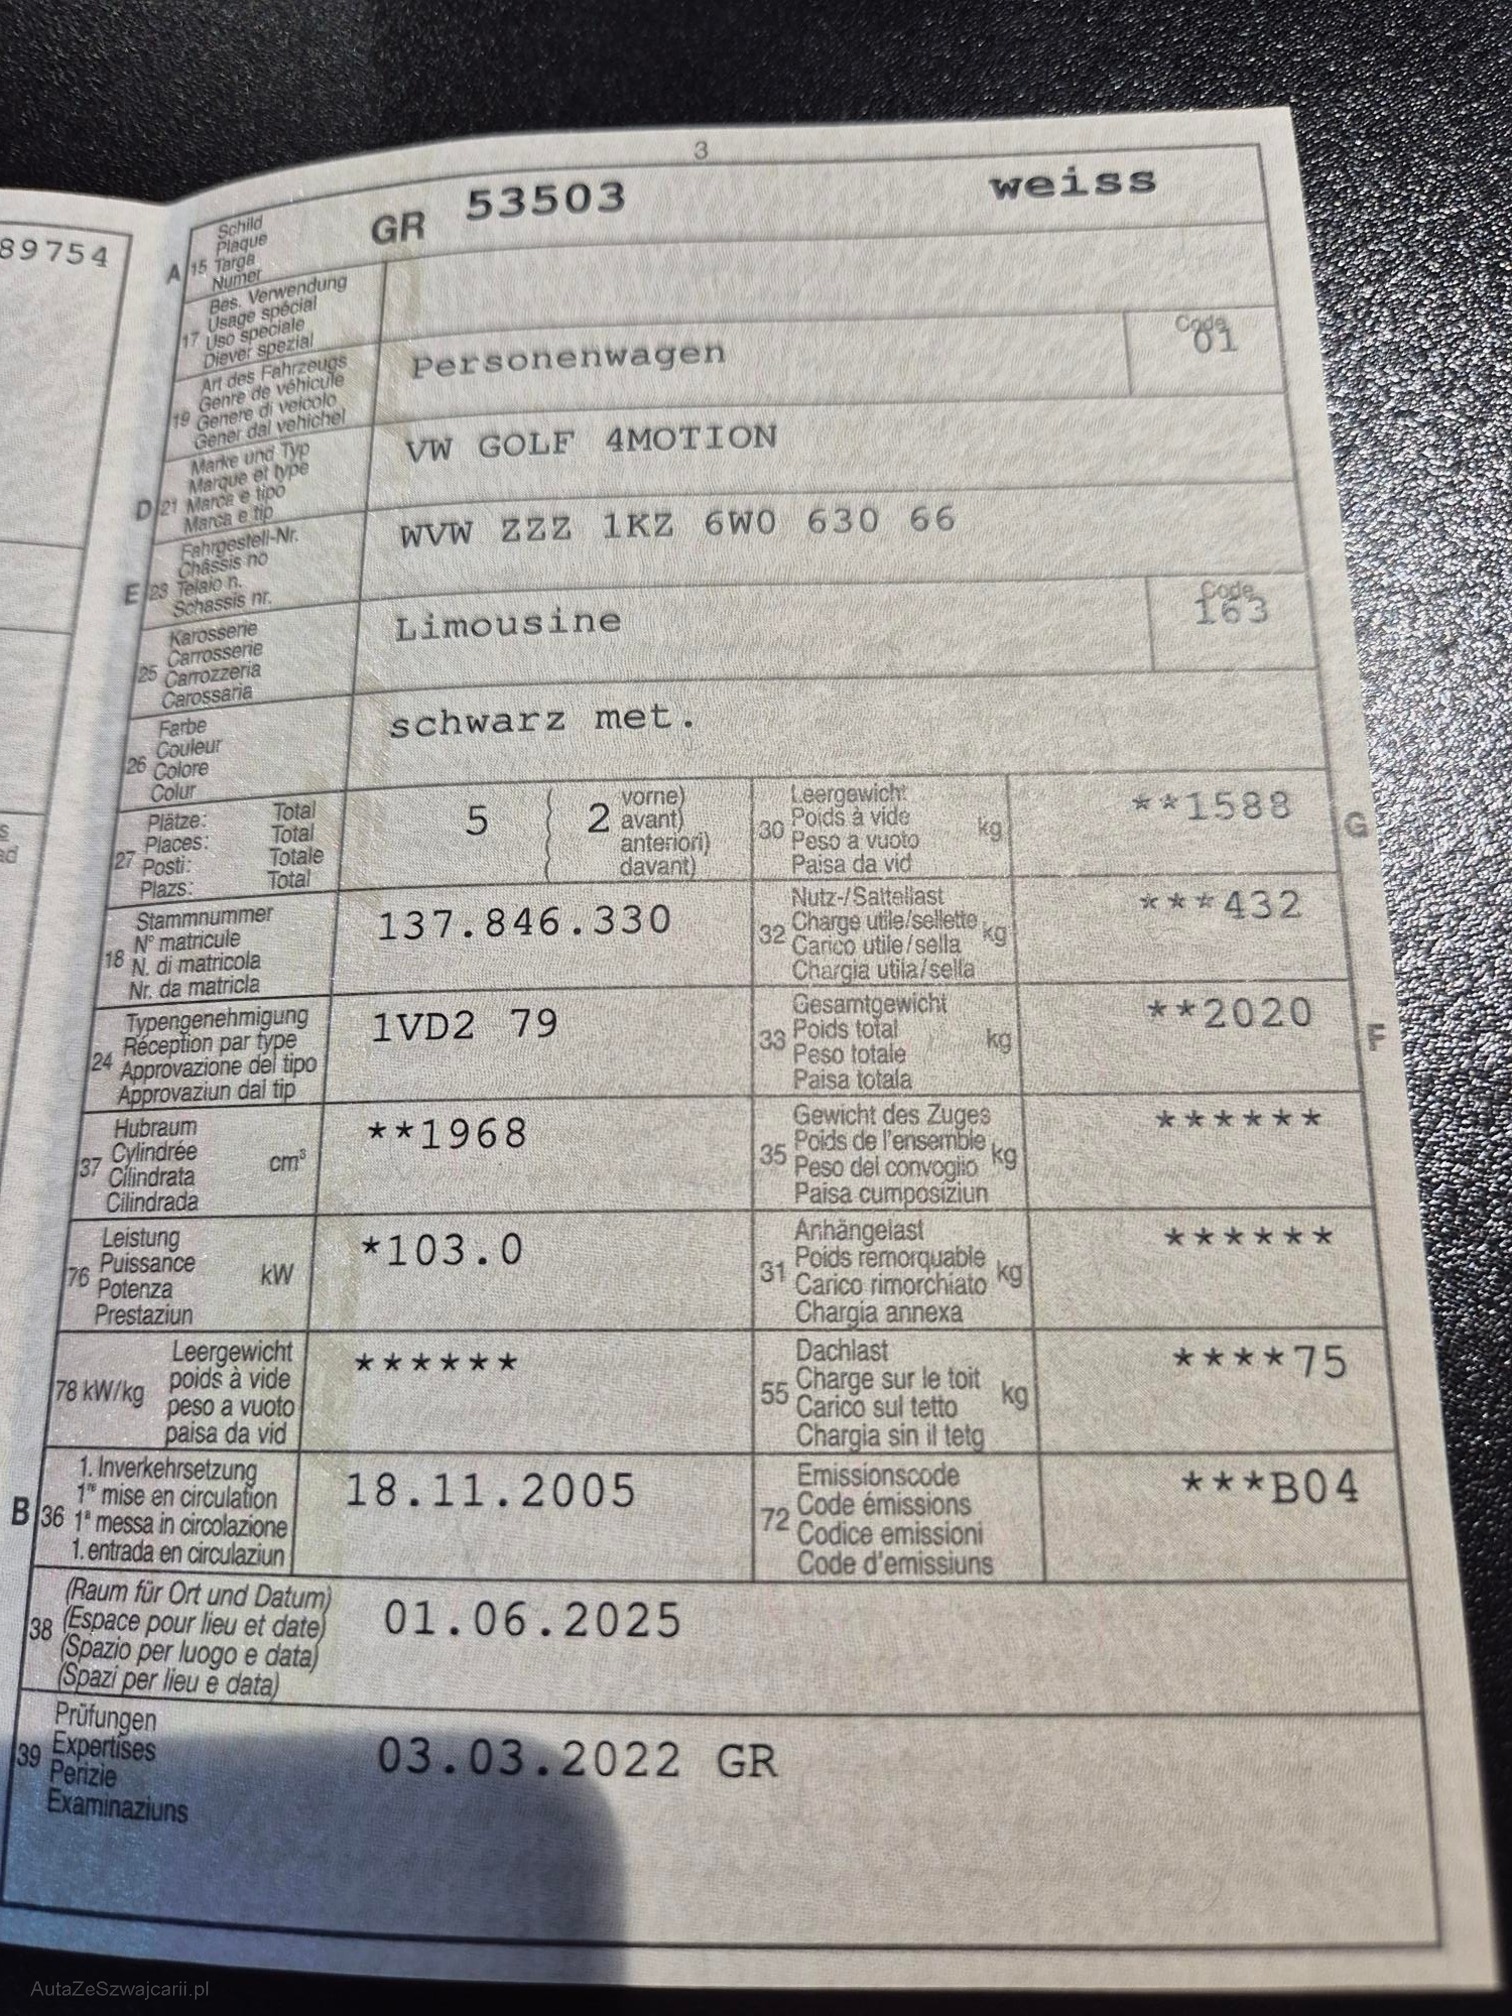 3
89754
A 15 Schild
Plaque
Targa
Numer
GR 53503 weiss
17 Bes. Verwendung
Usage spécial
Uso speciale
Diever spezial
19 Art des Fahrzeugs
Genre de véhicule
Genere di veicolo
Gener dal vehichel
Personenwagen
Code
01
D 21 Marke und Typ
Marque et type
Marca e tipo
Marca e tip
VW GOLF 4MOTION
E 23 Fahrgestell-Nr.
Châssis no
Telaio n.
Schassis nr.
WVW ZZZ 1KZ 6W0 630 66
25 Karosserie
Carrosserie
Carrozzeria
Carossaria
Limousine
Code
163
26 Farbe
Couleur
Colore
Colur
schwarz met.
27 Plätze: Total
Places: Total
Posti: Totale
Plazs: Total
5 2 vorne)
avant)
anteriori)
davant)
30 Leergewicht
Poids à vide
Peso a vuoto
Paisa da vid
kg
**1588
G
18 Stammnummer
N° matricule
N. di matricola
Nr. da matricla
137.846.330
32 Nutz-/Sattellast
Charge utile/sellette
Carico utile/sella
Chargia utila/sella
kg
***432
24 Typengenehmigung
Réception par type
Approvazione del tipo
Approvaziun dal tip
1VD2 79
33 Gesamtgewicht
Poids total
Peso totale
Paisa totala
kg
**2020
F
37 Hubraum
Cylindrée
Cilindrata
Cilindrada
cm³
**1968
35 Gewicht des Zuges
Poids de l'ensemble
Peso del convoglio
Paisa cumposiziun
kg
******
76 Leistung
Puissance
Potenza
Prestaziun
kW
*103.0
31 Anhängelast
Poids remorquable
Carico rimorchiato
Chargia annexa
kg
******
78 kW/kg Leergewicht
poids à vide
peso a vuoto
paisa da vid
******
55 Dachlast
Charge sur le toit
Carico sul tetto
Chargia sin il tetg
kg
****75
B 36 1. Inverkehrsetzung
1re mise en circulation
1a messa in circolazione
1. entrada en circulaziun
18.11.2005
72 Emissionscode
Code émissions
Codice emissioni
Code d'emissiuns
***B04
38 (Raum für Ort und Datum)
(Espace pour lieu et date)
(Spazio per luogo e data)
(Spazi per lieu e data)
01.06.2025
39 Prüfungen
Expertises
Perizie
Examinaziuns
03.03.2022 GR
AutaZeSzwajcarii.pl